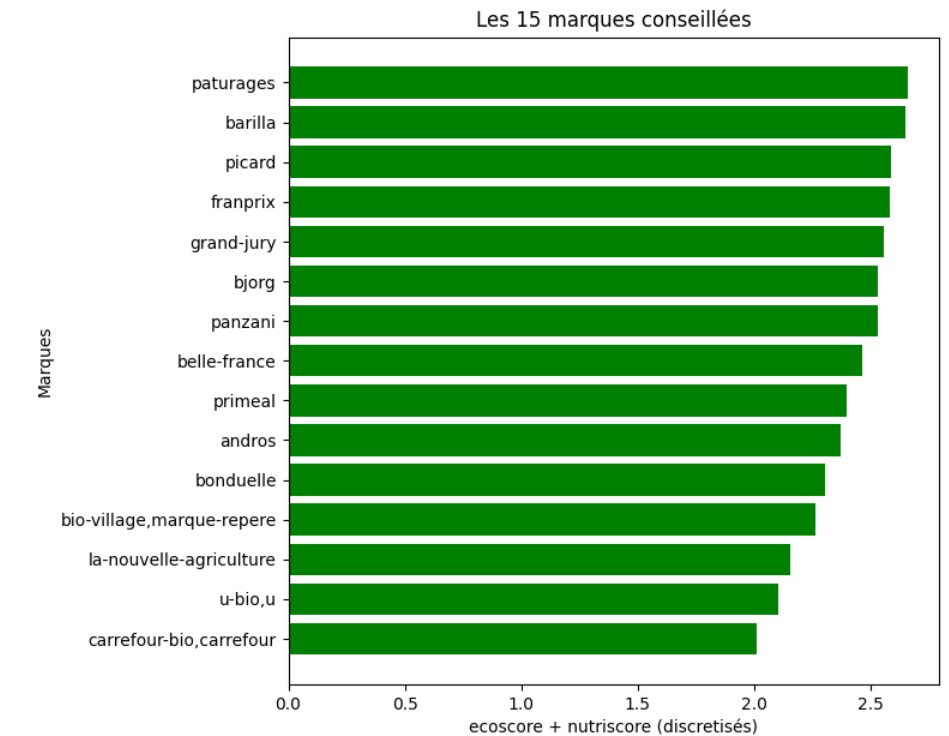 Les 15 marques conseillées
paturages
barilla
picard
franprix
grand-jury
bjorg
panzani
belle-france
primeal
andros
bonduelle
bio-village,marque-repere
la-nouvelle-agriculture
u-bio,u
carrefour-bio,carrefour
Marques
0.0 0.5 1.0 1.5 2.0 2.5
ecoscore + nutriscore (discretisés)